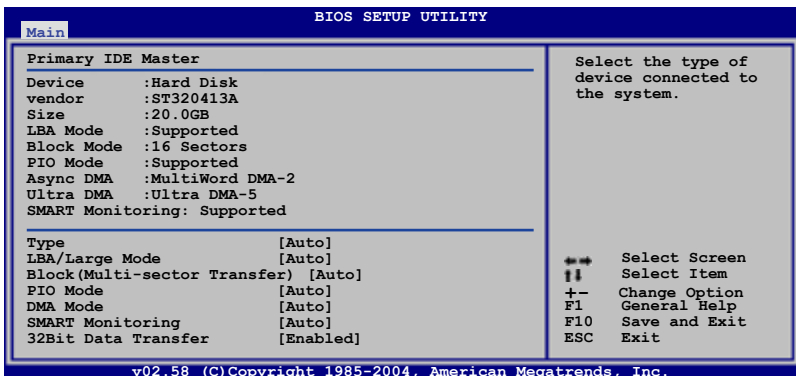 BIOS SETUP UTILITY
Main
Primary IDE Master
Device :Hard Disk
vendor :ST320413A
Size :20.0GB
LBA Mode :Supported
Block Mode :16 Sectors
PIO Mode :Supported
Async DMA :MultiWord DMA-2
Ultra DMA :Ultra DMA-5
SMART Monitoring: Supported
Type [Auto]
LBA/Large Mode [Auto]
Block(Multi-sector Transfer) [Auto]
PIO Mode [Auto]
DMA Mode [Auto]
SMART Monitoring [Auto]
32Bit Data Transfer [Enabled]
Select the type of
device connected to
the system.
←→ Select Screen
↑↓ Select Item
+- Change Option
F1 General Help
F10 Save and Exit
ESC Exit
v02.58 (C)Copyright 1985-2004, American Megatrends, Inc.